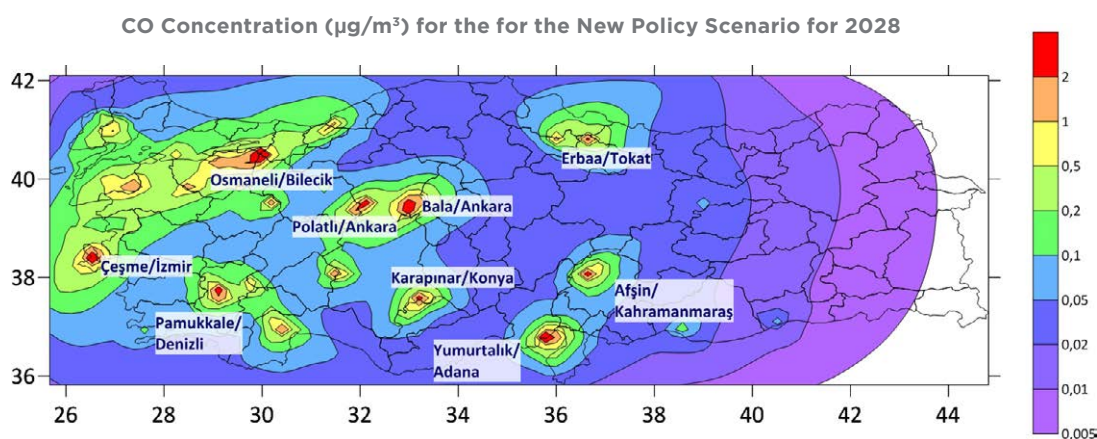 CO Concentration (µg/m³) for the for the New Policy Scenario for 2028
42
40
38
36
26
28
30
32
34
36
38
40
42
44
Osmaneli/Bilecik
Erbaa/Tokat
Bala/Ankara
Polatlı/Ankara
Çeşme/İzmir
Karapınar/Konya
Afşin/
Kahramanmaraş
Pamukkale/
Denizli
Yumurtalık/
Adana
2
1
0,5
0,2
0,1
0,05
0,02
0,01
0,005